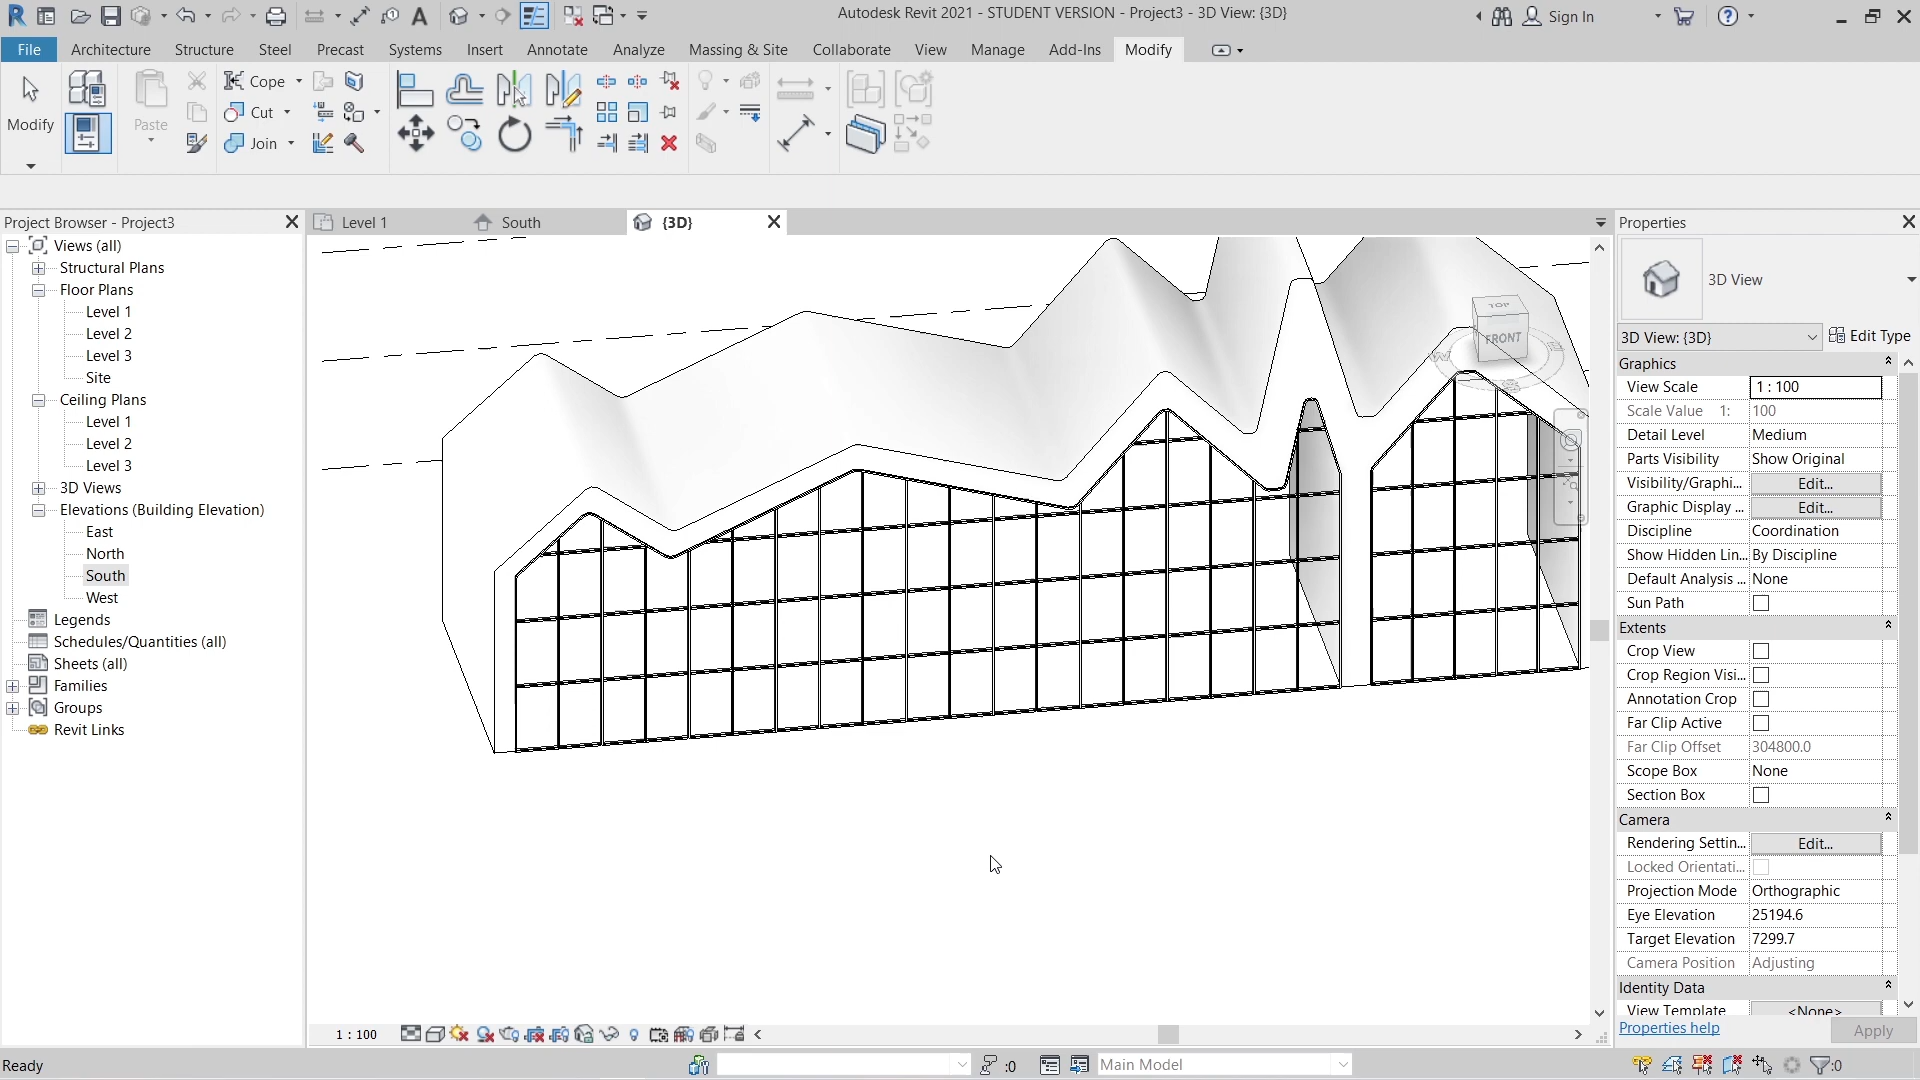 Autodesk Revit 2021 - STUDENT VERSION - Project3 - 3D View: {3D}
Sign In
File Architecture Structure Steel Precast Systems Insert Annotate Analyze Massing & Site Collaborate View Manage Add-Ins Modify
Modify
Paste
Cope
Cut
Join
Project Browser - Project3
Views (all)
Structural Plans
Floor Plans
Level 1
Level 2
Level 3
Site
Ceiling Plans
Level 1
Level 2
Level 3
3D Views
Elevations (Building Elevation)
East
North
South
West
Legends
Schedules/Quantities (all)
Sheets (all)
Families
Groups
Revit Links
Level 1
South
{3D}
TOP
FRONT
W
S
E
1 : 100
Properties
3D View
3D View: {3D}
Edit Type
Graphics
View Scale 1 : 100
Scale Value 1: 100
Detail Level Medium
Parts Visibility Show Original
Visibility/Graphi... Edit...
Graphic Display ... Edit...
Discipline Coordination
Show Hidden Lin... By Discipline
Default Analysis ... None
Sun Path
Extents
Crop View
Crop Region Visi...
Annotation Crop
Far Clip Active
Far Clip Offset 304800.0
Scope Box None
Section Box
Camera
Rendering Settin... Edit...
Locked Orientati...
Projection Mode Orthographic
Eye Elevation 25194.6
Target Elevation 7299.7
Camera Position Adjusting
Identity Data
View Template <None>
Properties help
Apply
Ready
:0
Main Model
:0